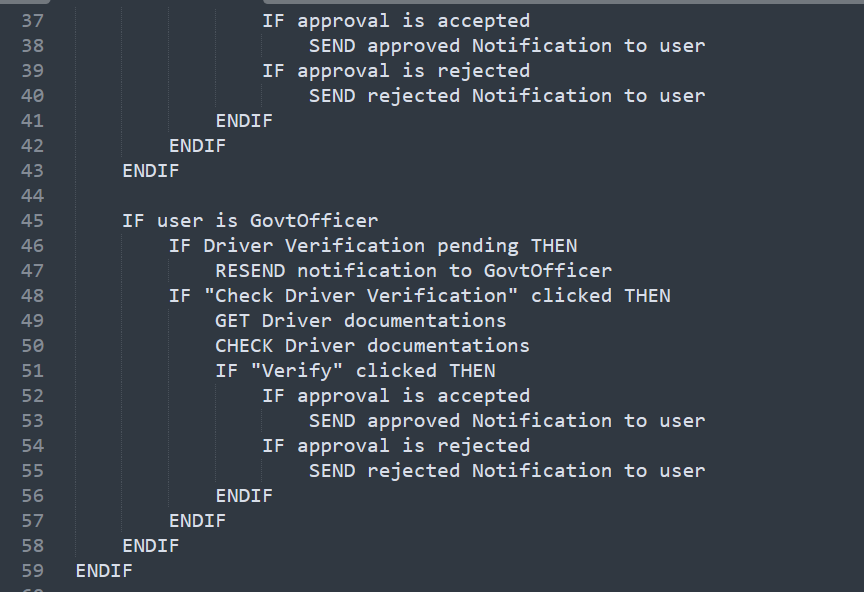 37 IF approval is accepted
38 SEND approved Notification to user
39 IF approval is rejected
40 SEND rejected Notification to user
41 ENDIF
42 ENDIF
43 ENDIF
44
45 IF user is GovtOfficer
46 IF Driver Verification pending THEN
47 RESEND notification to GovtOfficer
48 IF "Check Driver Verification" clicked THEN
49 GET Driver documentations
50 CHECK Driver documentations
51 IF "Verify" clicked THEN
52 IF approval is accepted
53 SEND approved Notification to user
54 IF approval is rejected
55 SEND rejected Notification to user
56 ENDIF
57 ENDIF
58 ENDIF
59 ENDIF